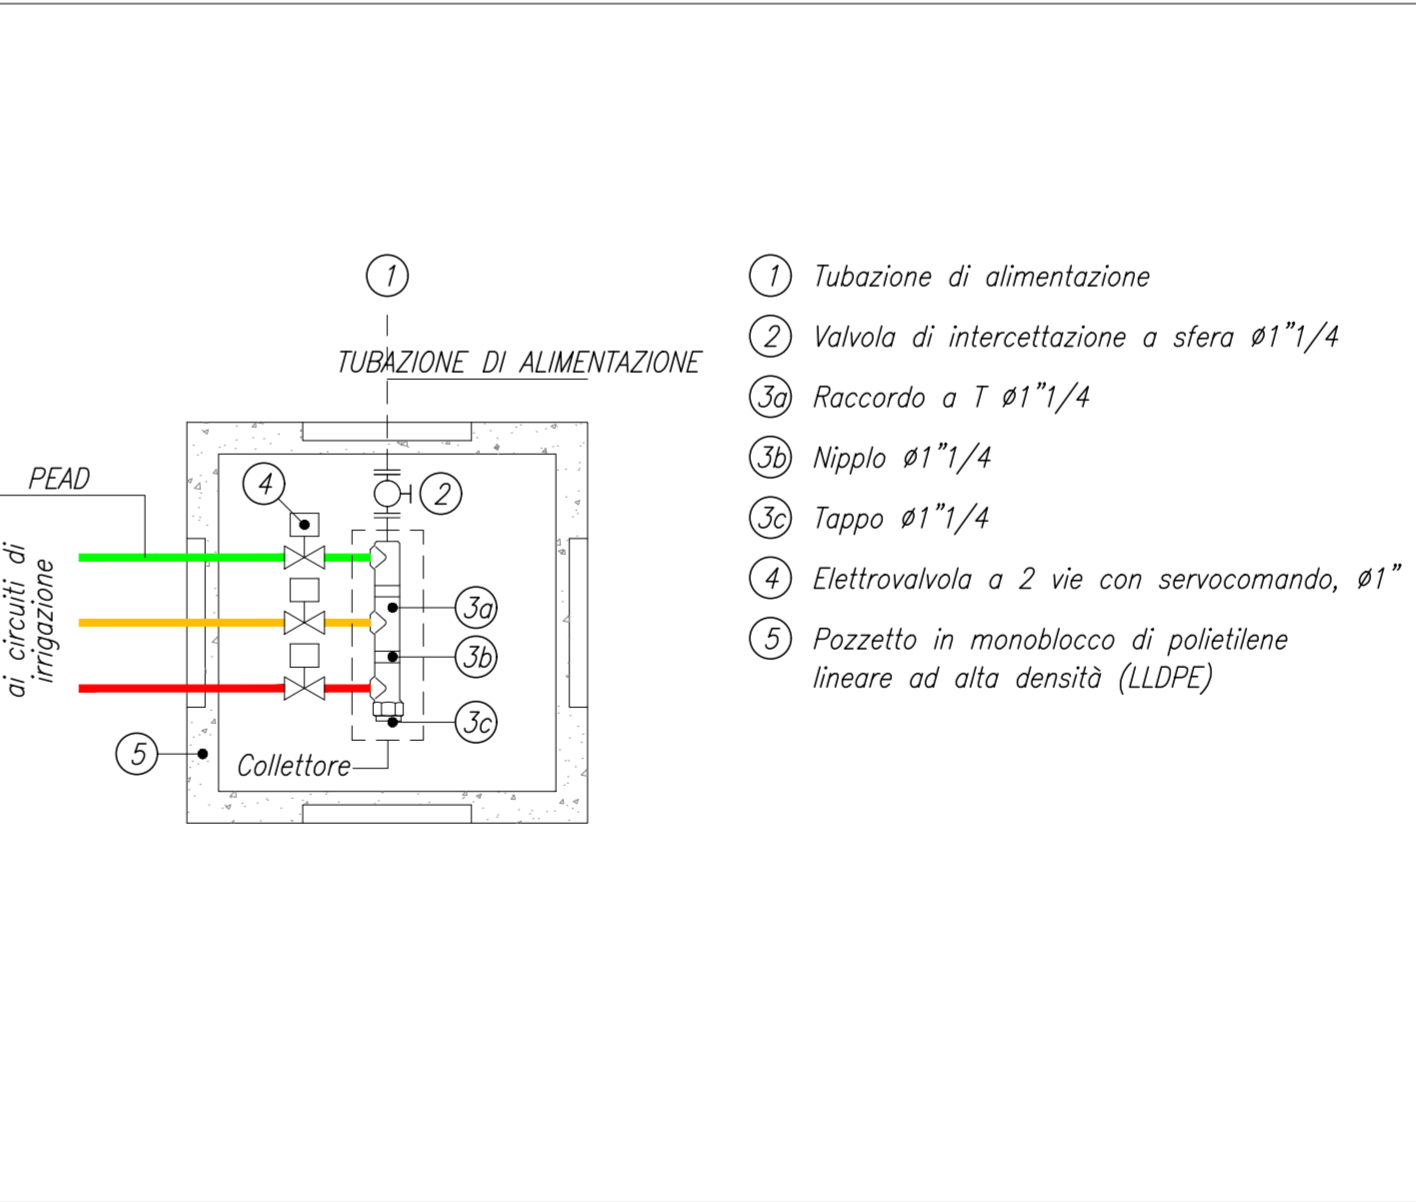 1
TUBAZIONE DI ALIMENTAZIONE
PEAD
4
2
ai circuiti di
irrigazione
3a
3b
3c
5
Collettore
1 Tubazione di alimentazione
2 Valvola di intercettazione a sfera ø1"1/4
3a Raccordo a T ø1"1/4
3b Nipplo ø1"1/4
3c Tappo ø1"1/4
4 Elettrovalvola a 2 vie con servocomando, ø1"
5 Pozzetto in monoblocco di polietilene
lineare ad alta densità (LLDPE)